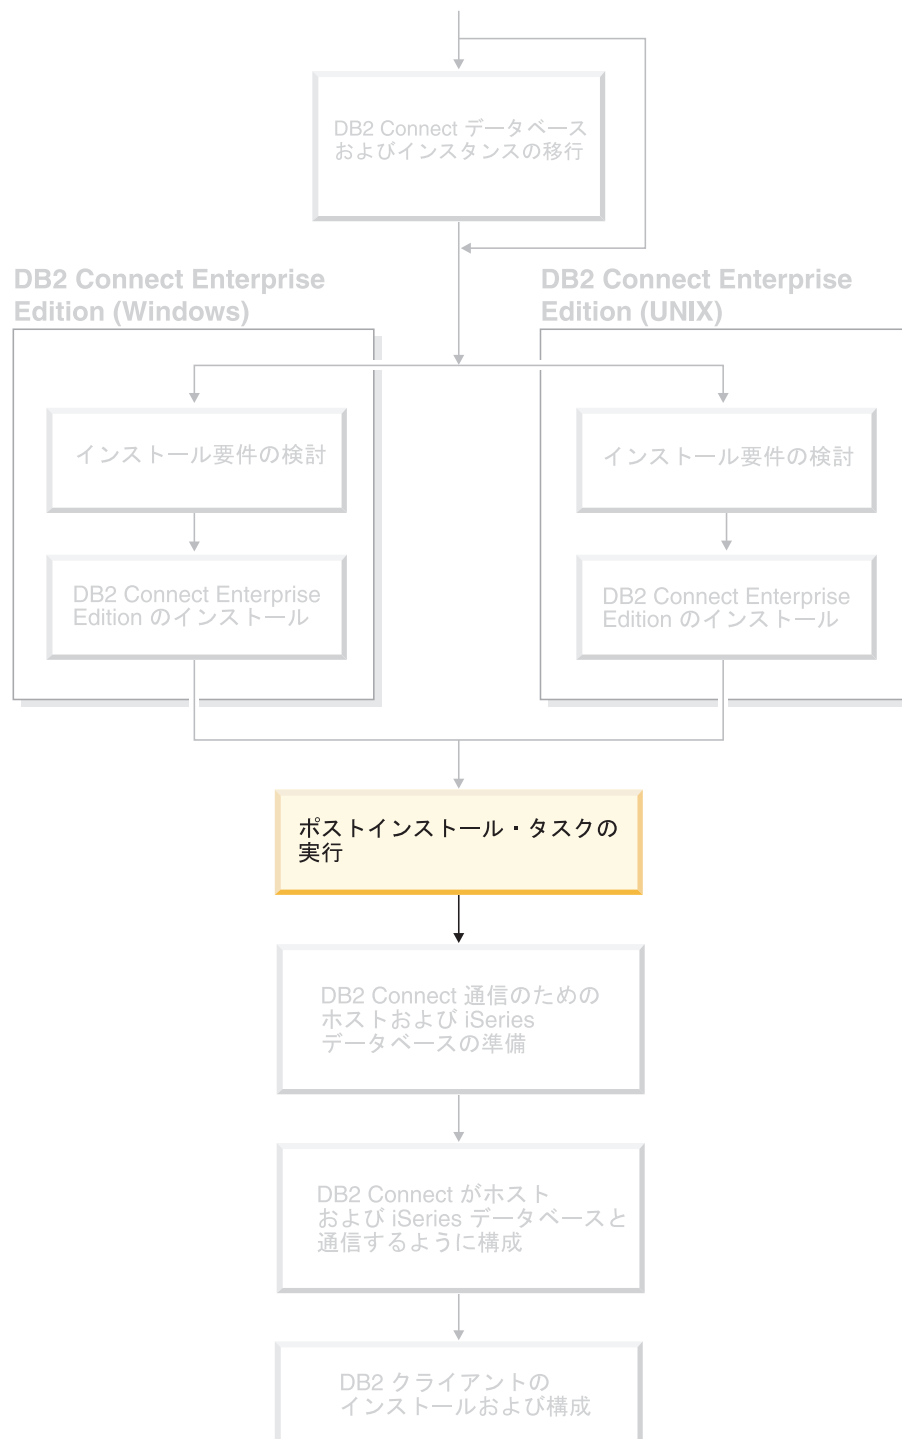 DB2 Connect データベース
およびインスタンスの移行
DB2 Connect Enterprise
Edition (Windows)
DB2 Connect Enterprise
Edition (UNIX)
インストール要件の検討
インストール要件の検討
DB2 Connect Enterprise
Edition のインストール
DB2 Connect Enterprise
Edition のインストール
ポストインストール・タスクの
実行
DB2 Connect 通信のための
ホストおよび iSeries
データベースの準備
DB2 Connect がホスト
および iSeries データベースと
通信するように構成
DB2 クライアントの
インストールおよび構成